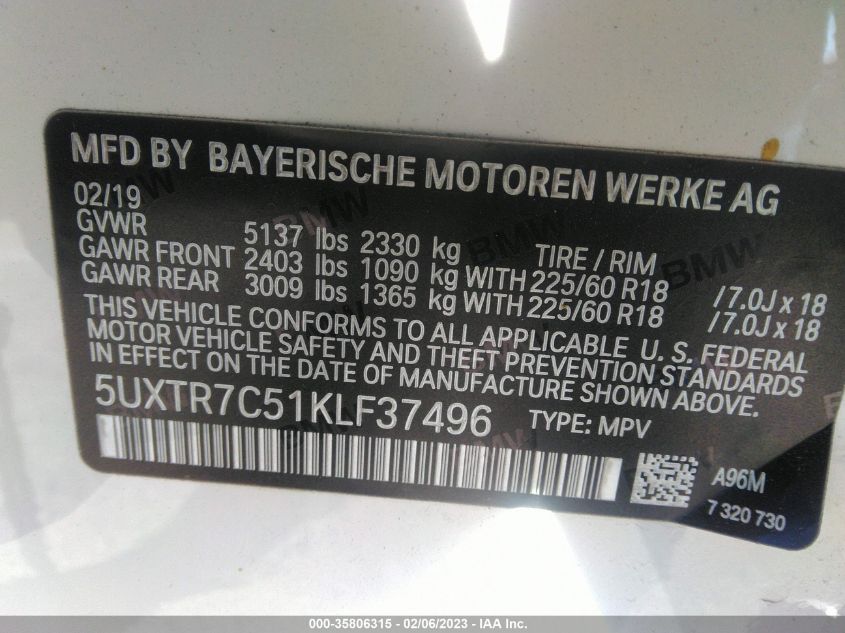 MFD BY BAYERISCHE MOTOREN WERKE AG
02/19
GVWR 5137 lbs 2330 kg TIRE / RIM
GAWR FRONT 2403 lbs 1090 kg WITH 225/60 R18 /7.0J x 18
GAWR REAR 3009 lbs 1365 kg WITH 225/60 R18 /7.0J x 18
THIS VEHICLE CONFORMS TO ALL APPLICABLE U. S. FEDERAL
MOTOR VEHICLE SAFETY AND THEFT PREVENTION STANDARDS
IN EFFECT ON THE DATE OF MANUFACTURE SHOWN ABOVE.
5UXTR7C51KLF37496 TYPE: MPV
A96M
7 320 730
000-35806315 - 02/06/2023 - IAA Inc.